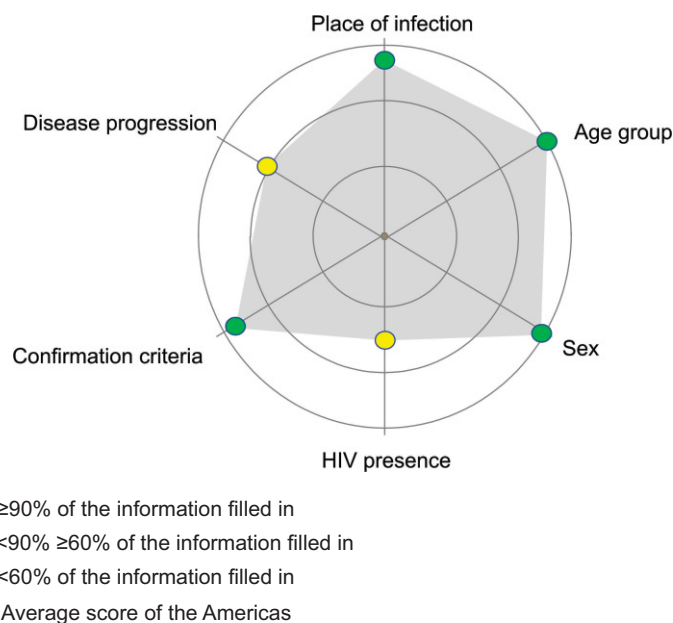 Place of infection
Disease progression
Age group
Confirmation criteria
Sex
HIV presence
≥90% of the information filled in
<90% ≥60% of the information filled in
<60% of the information filled in
Average score of the Americas